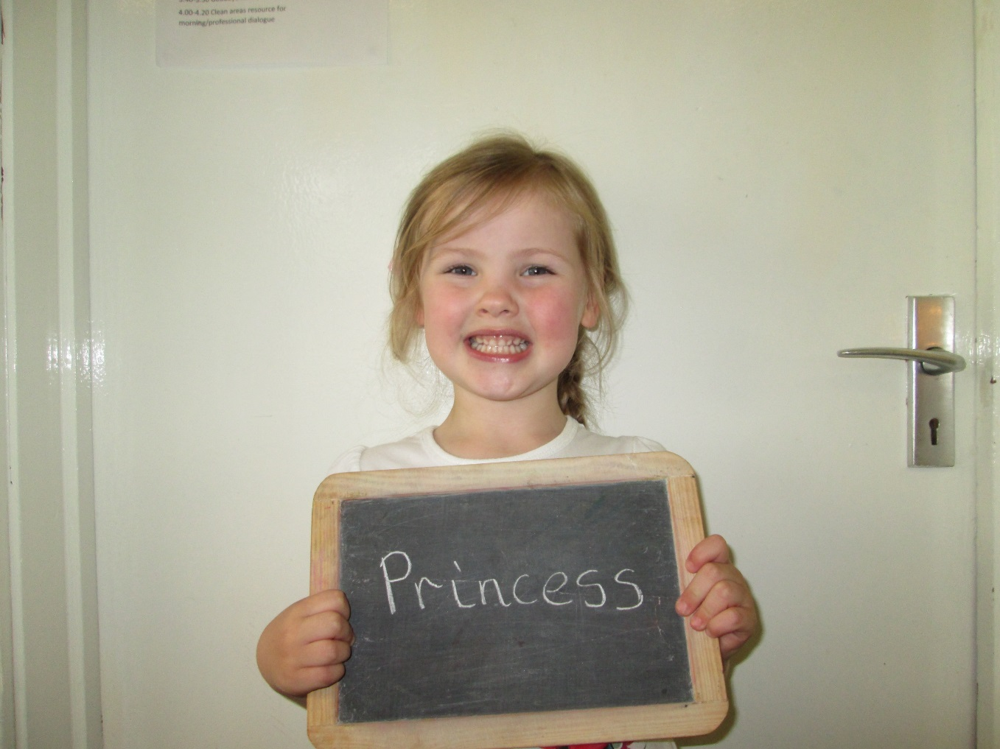 4.00-4.20 Clean areas resource for
morning/professional dialogue
Princess